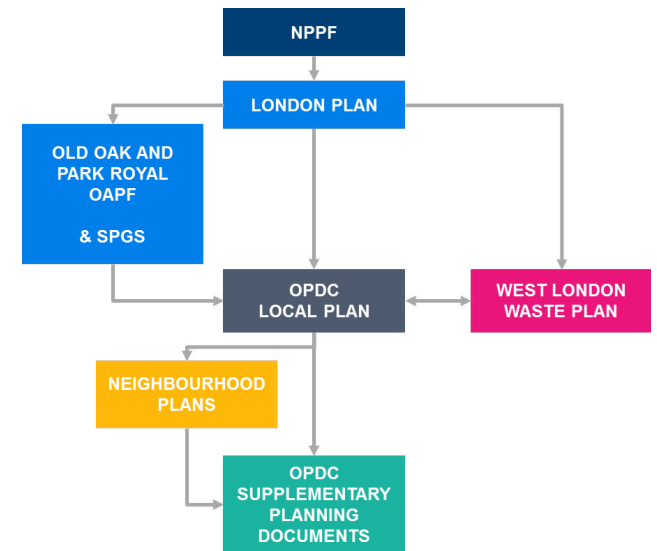 NPPF
LONDON PLAN
OLD OAK AND
PARK ROYAL
OAPF
& SPGS
OPDC
LOCAL PLAN
WEST LONDON
WASTE PLAN
NEIGHBOURHOOD
PLANS
OPDC
SUPPLEMENTARY
PLANNING
DOCUMENTS